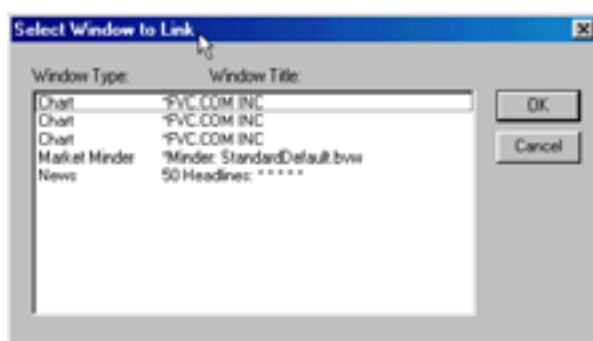 Select Window to Link
Window Type: Window Title:
Chart *FVC.COM INC
Chart *FVC.COM INC
Chart *FVC.COM INC
Market Minder *Minder: StandardDefault.bvw
News 50 Headlines: * * * * *
OK
Cancel